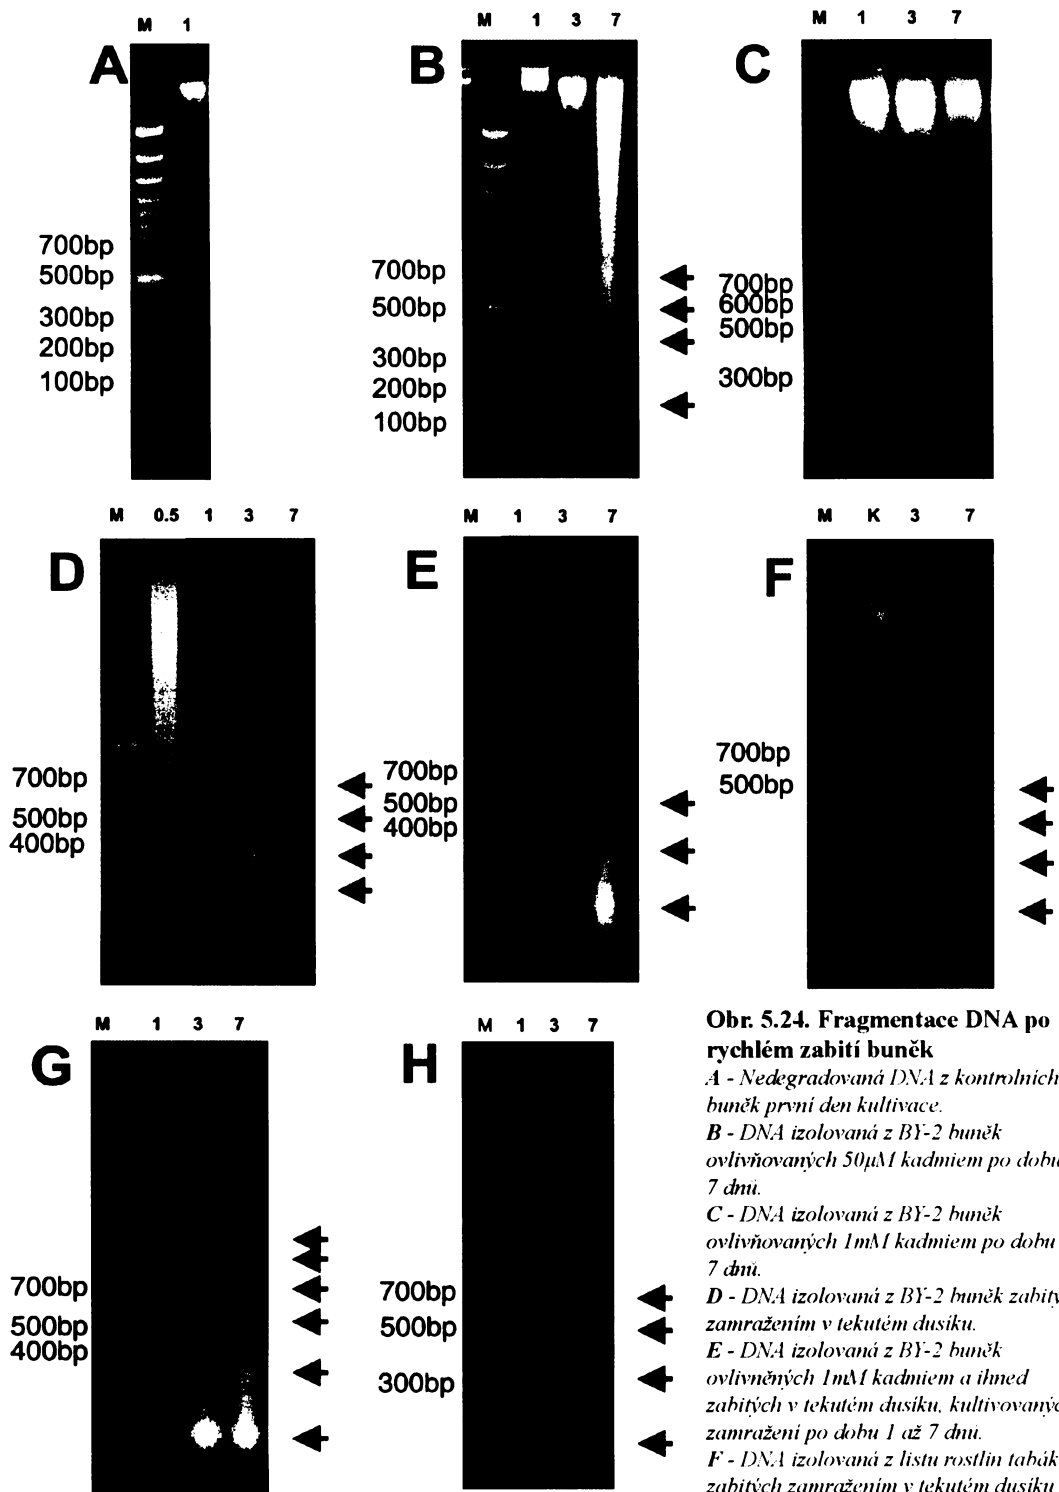 M 1
A
700bp
500bp
300bp
200bp
100bp
M 1 3 7
B
700bp
500bp
300bp
200bp
100bp
M 1 3 7
C
700bp
600bp
500bp
300bp
M 0.5 1 3 7
D
700bp
500bp
400bp
M 1 3 7
E
700bp
500bp
400bp
M K 3 7
F
700bp
500bp
M 1 3 7
G
700bp
500bp
400bp
M 1 3 7
H
700bp
500bp
300bp
Obr. 5.24. Fragmentace DNA po
rychlém zabití buněk
A - Nedegradovaná DNA z kontrolních
buněk první den kultivace.
B - DNA izolovaná z BY-2 buněk
ovlivňovaných 50µM kadmiem po dobu
7 dnů.
C - DNA izolovaná z BY-2 buněk
ovlivňovaných 1mM kadmiem po dobu
7 dnů.
D - DNA izolovaná z BY-2 buněk zabitý
zamražením v tekutém dusíku.
E - DNA izolovaná z BY-2 buněk
ovlivněných 1mM kadmiem a ihned
zabitých v tekutém dusíku, kultivovanýc
zamražení po dobu 1 až 7 dnů.
F - DNA izolovaná z listu rostlin tabák
zabitých zamražením v tekutém dusíku